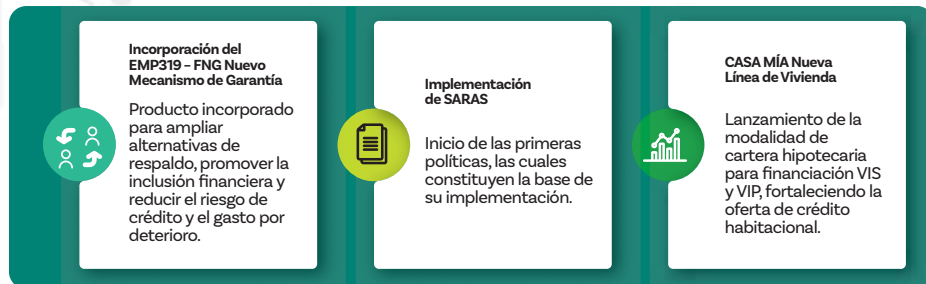 Incorporación del
EMP319 – FNG Nuevo
Mecanismo de Garantía
Producto incorporado
para ampliar
alternativas de
respaldo, promover la
inclusión financiera y
reducir el riesgo de
crédito y el gasto por
deterioro.
Implementación
de SARAS
Inicio de las primeras
políticas, las cuales
constituyen la base de
su implementación.
CASA MÍA Nueva
Línea de Vivienda
Lanzamiento de la
modalidad de
cartera hipotecaria
para financiación VIS
y VIP, fortaleciendo la
oferta de crédito
habitacional.